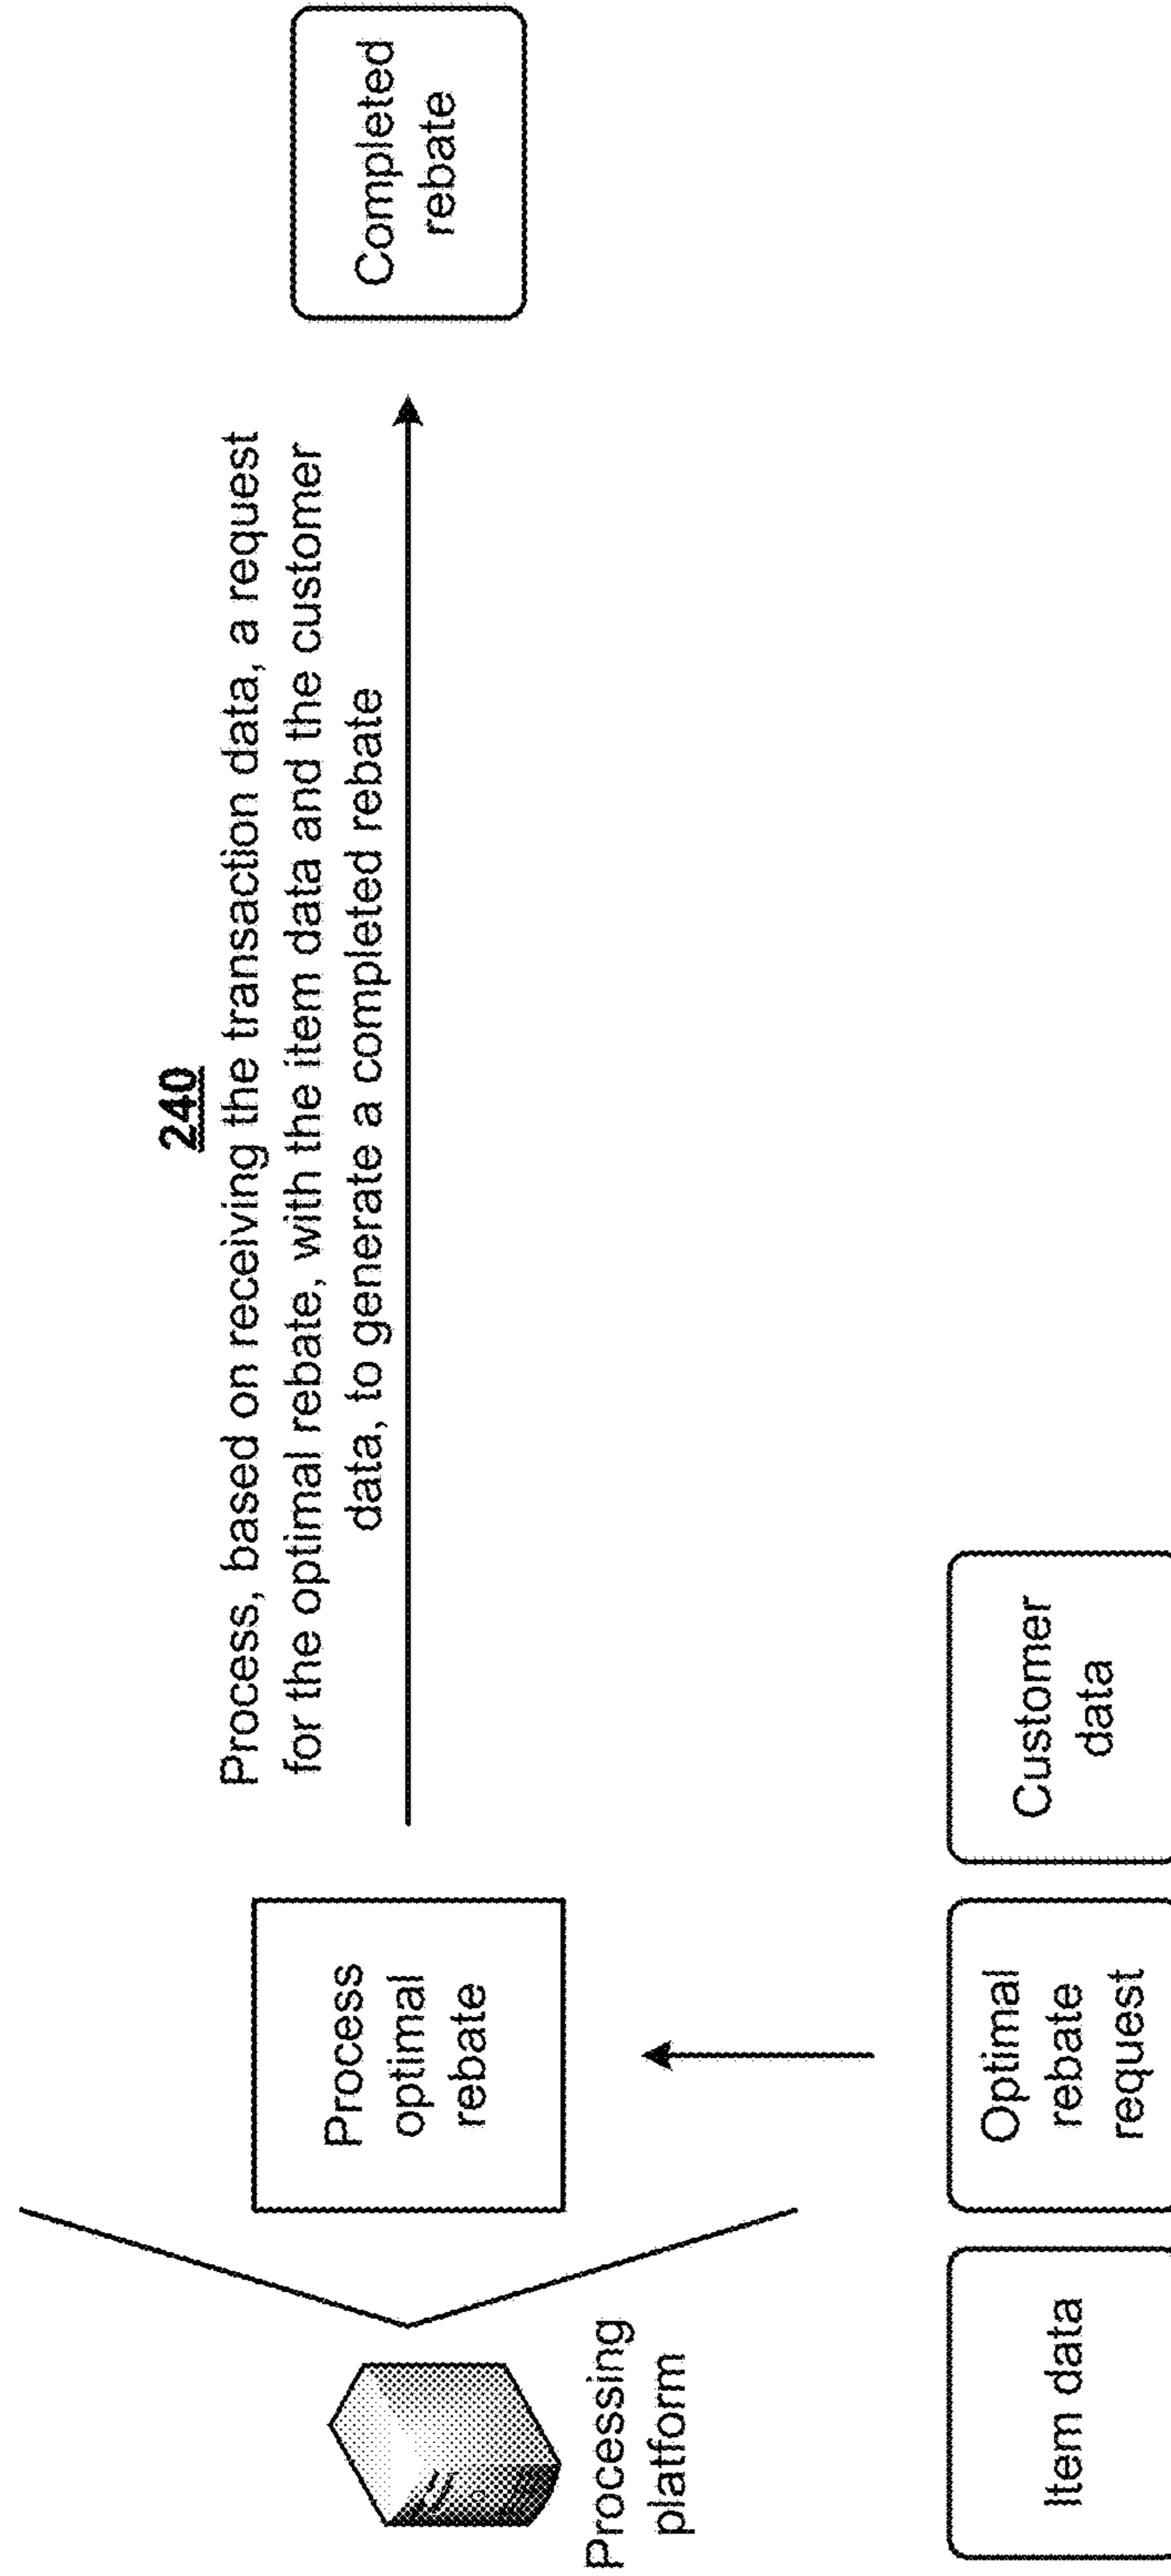 240
Process, based on receiving the transaction data, a request
for the optimal rebate, with the item data and the customer
data, to generate a completed rebate
Completed
rebate
Process
optimal
rebate
Processing
platform
Item data
Optimal
rebate
request
Customer
data